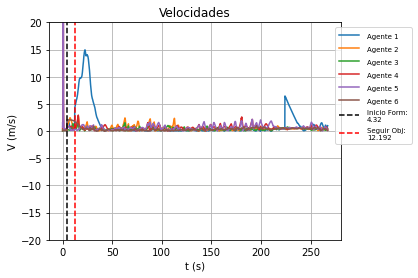 Velocidades
20
15
10
5
0
−5
−10
−15
−20
V (m/s)
0
50
100
150
200
250
t (s)
Agente 1
Agente 2
Agente 3
Agente 4
Agente 5
Agente 6
Inicio Form:
4.32
Seguir Obj:
12.192